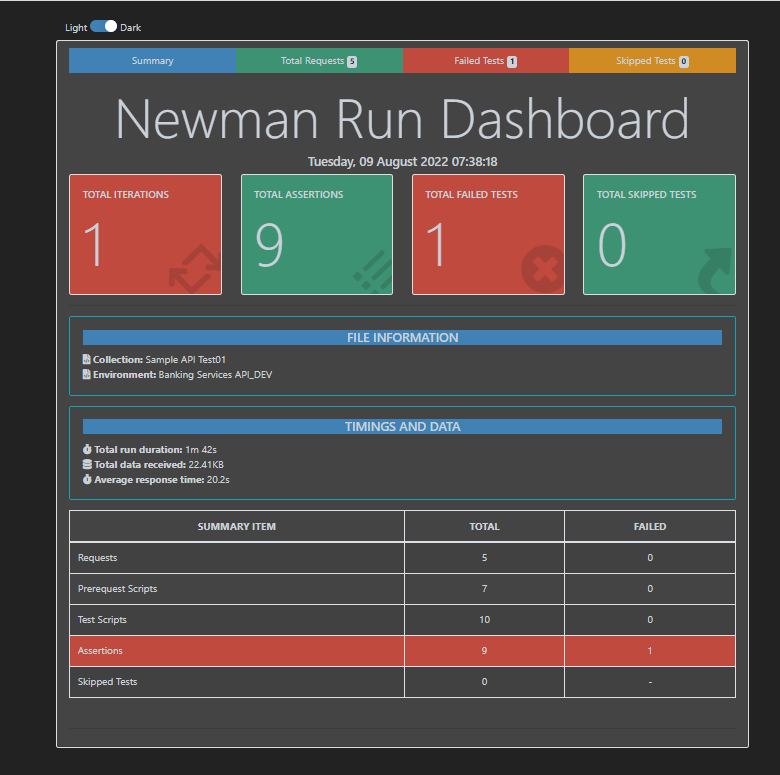 Light Dark
Summary Total Requests 5 Failed Tests 1 Skipped Tests 0
Newman Run Dashboard
Tuesday, 09 August 2022 07:38:18
TOTAL ITERATIONS TOTAL ASSERTIONS TOTAL FAILED TESTS TOTAL SKIPPED TESTS
1 9 1 0
FILE INFORMATION
Collection: Sample API Test01
Environment: Banking Services API_DEV
TIMINGS AND DATA
Total run duration: 1m 42s
Total data received: 22.41KB
Average response time: 20.2s
SUMMARY ITEM TOTAL FAILED
Requests 5 0
Prerequest Scripts 7 0
Test Scripts 10 0
Assertions 9 1
Skipped Tests 0 -